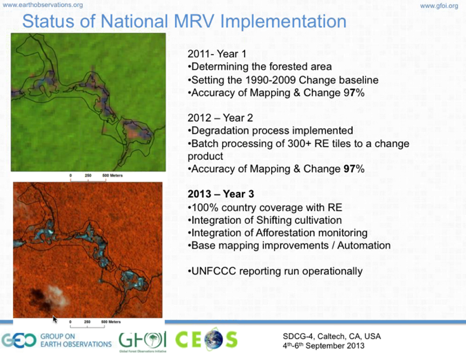 www.earthobservations.org
www.gfoi.org
Status of National MRV Implementation
2011- Year 1
•Determining the forested area
•Setting the 1990-2009 Change baseline
•Accuracy of Mapping & Change 97%
2012 – Year 2
•Degradation process implemented
•Batch processing of 300+ RE tiles to a change
product
•Accuracy of Mapping & Change 97%
2013 – Year 3
•100% country coverage with RE
•Integration of Shifting cultivation
•Integration of Afforestation monitoring
•Base mapping improvements / Automation
•UNFCCC reporting run operationally
0 250 500 Meters
0 250 500 Meters
GEO GROUP ON
EARTH OBSERVATIONS
GFOI
Global Forest Observations Initiative
CEOS
SDCG-4, Caltech, CA, USA
4th-6th September 2013